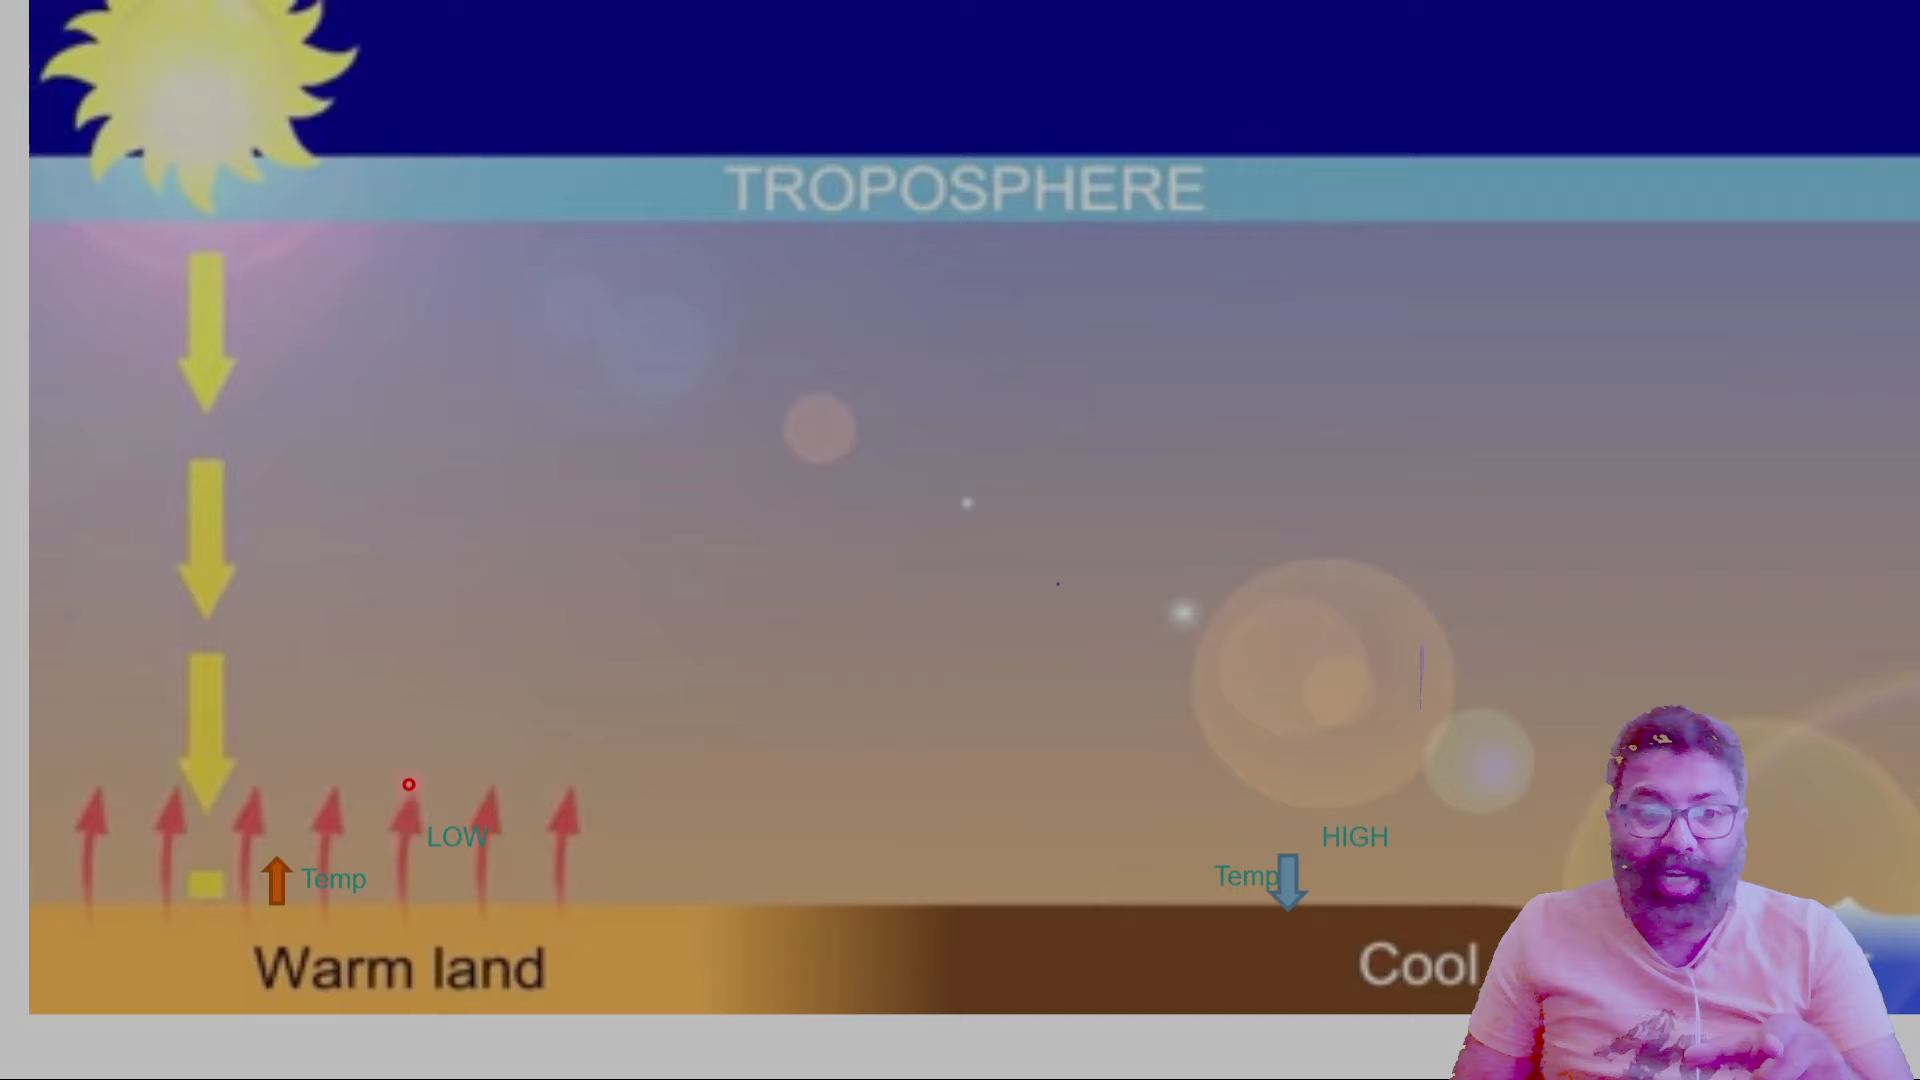 TROPOSPHERE
LOW
HIGH
Temp
Temp
Warm land
Cool